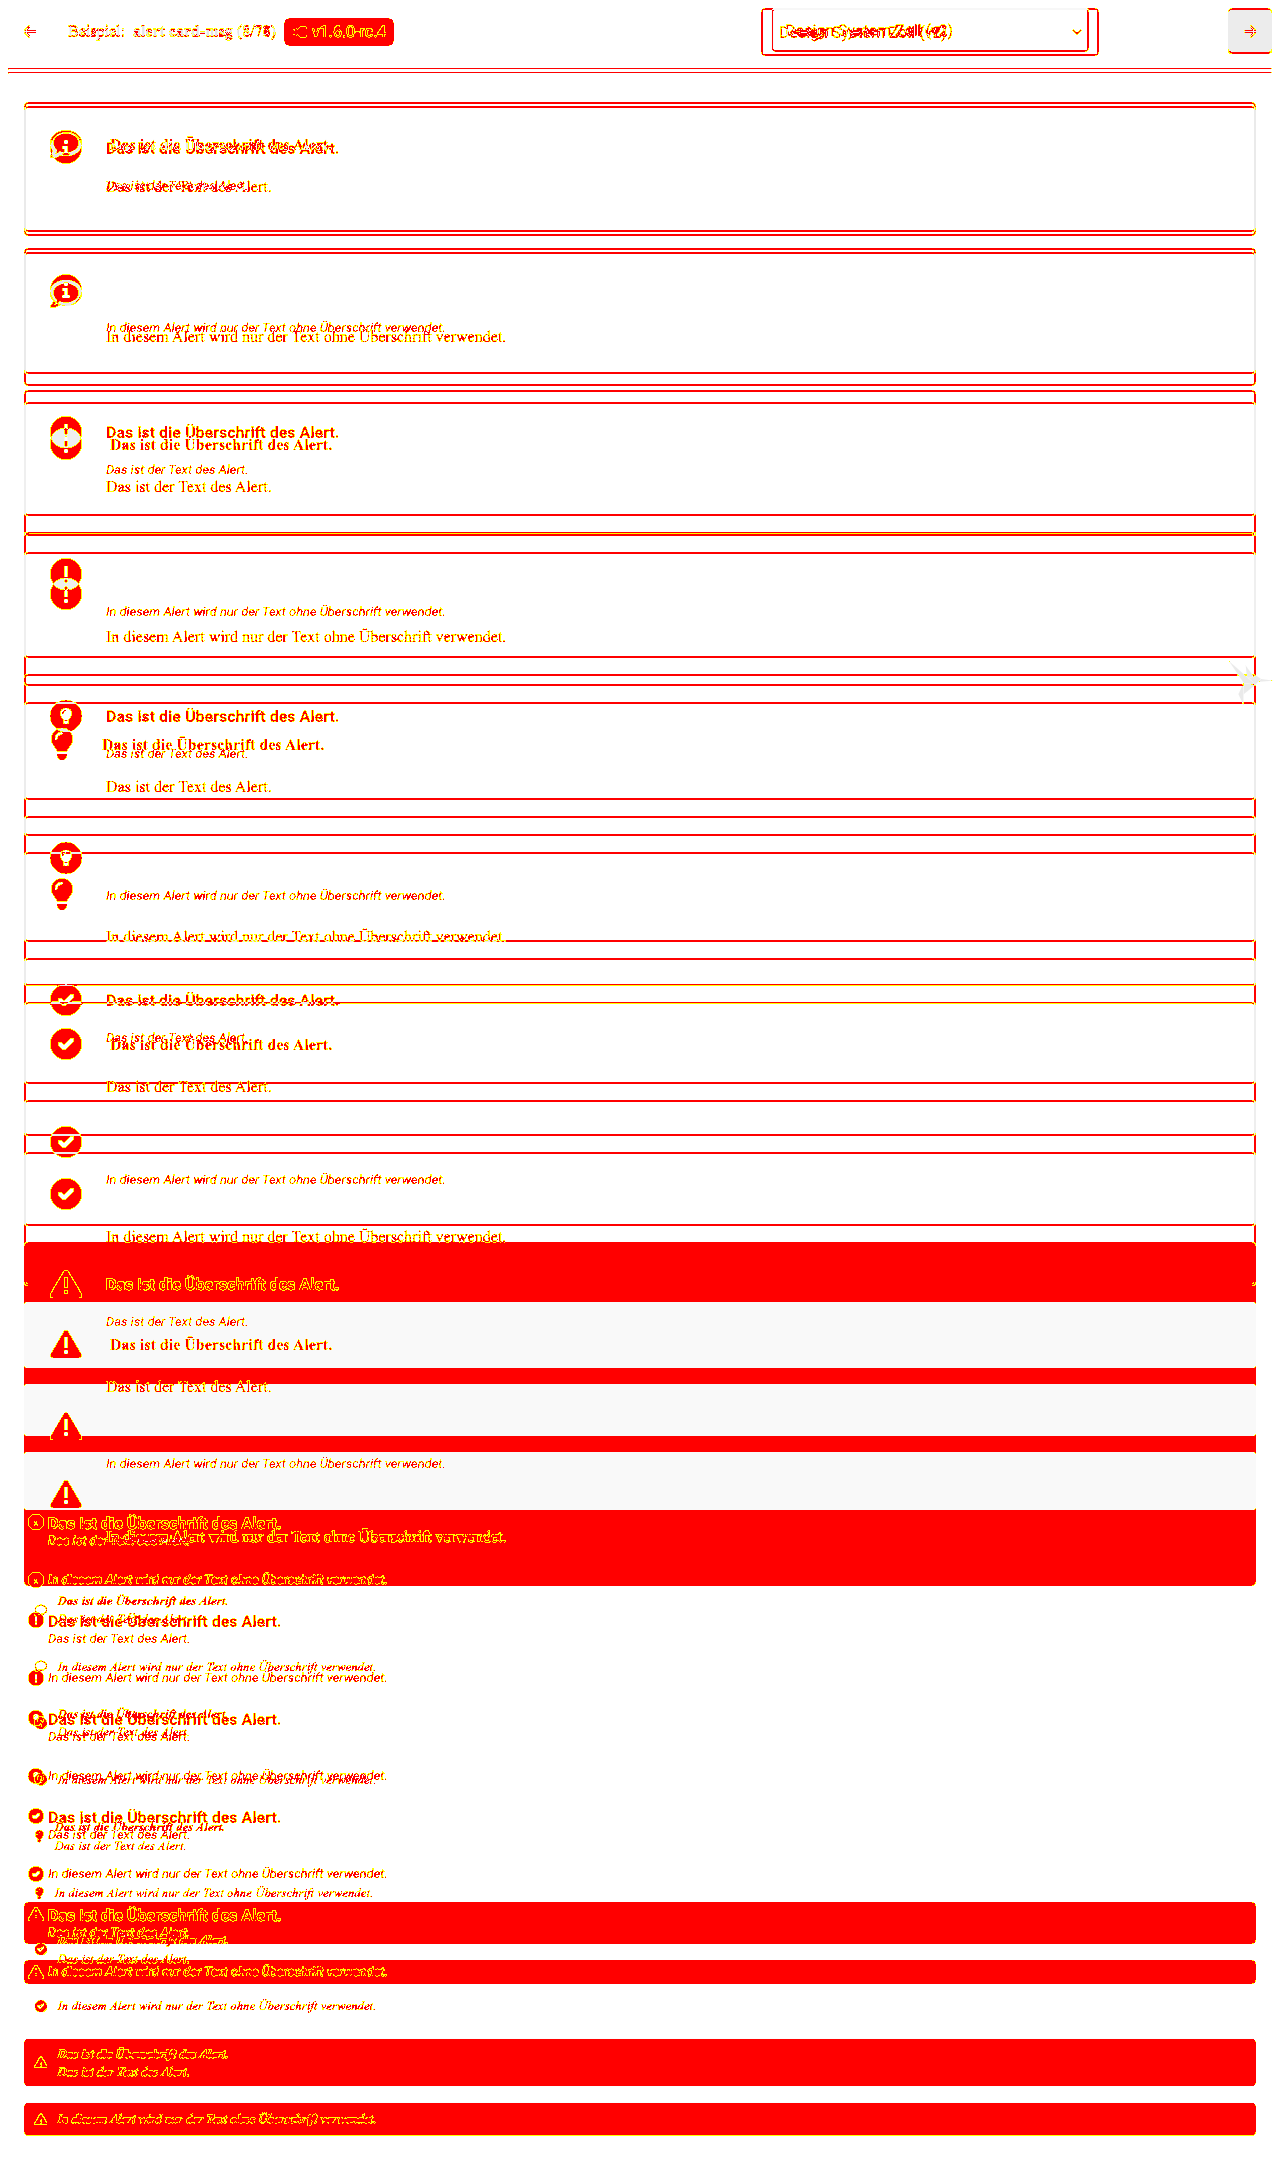 Beispiel: alert card-msg v1.6.0-rc.4
Design System Zoll (v2)
Das ist die Überschrift des Alert.
Das ist der Text des Alert.
In diesem Alert wird nur der Text ohne Überschrift verwendet.
In diesem Alert wird nur der Text ohne Überschrift verwendet.
Das ist die Überschrift des Alert.
Das ist die Überschrift des Alert.
Das ist der Text des Alert.
Das ist der Text des Alert.
In diesem Alert wird nur der Text ohne Überschrift verwendet.
In diesem Alert wird nur der Text ohne Überschrift verwendet.
Das ist die Überschrift des Alert.
Das ist die Überschrift des Alert.
Das ist der Text des Alert.
Das ist der Text des Alert.
In diesem Alert wird nur der Text ohne Überschrift verwendet.
In diesem Alert wird nur der Text ohne Überschrift verwendet.
Das ist die Überschrift des Alert.
Das ist der Text des Alert.
Das ist die Überschrift des Alert.
Das ist der Text des Alert.
In diesem Alert wird nur der Text ohne Überschrift verwendet.
In diesem Alert wird nur der Text ohne Überschrift verwendet.
Das ist die Überschrift des Alert.
Das ist der Text des Alert.
Das ist die Überschrift des Alert.
Das ist der Text des Alert.
In diesem Alert wird nur der Text ohne Überschrift verwendet.
Das ist die Überschrift des Alert.
In diesem Alert wird nur der Text ohne Überschrift verwendet.
Das ist der Text des Alert.
In diesem Alert wird nur der Text ohne Überschrift verwendet.
Das ist die Überschrift des Alert.
Das ist die Überschrift des Alert.
Das ist der Text des Alert.
In diesem Alert wird nur der Text ohne Überschrift verwendet.
In diesem Alert wird nur der Text ohne Überschrift verwendet.
Das ist die Überschrift des Alert.
Das ist die Überschrift des Alert.
Das ist der Text des Alert.
Das ist der Text des Alert.
In diesem Alert wird nur der Text ohne Überschrift verwendet.
In diesem Alert wird nur der Text ohne Überschrift verwendet.
Das ist die Überschrift des Alert.
Das ist die Überschrift des Alert.
Das ist der Text des Alert.
Das ist der Text des Alert.
In diesem Alert wird nur der Text ohne Überschrift verwendet.
In diesem Alert wird nur der Text ohne Überschrift verwendet.
Das ist die Überschrift des Alert.
Das ist der Text des Alert.
Das ist die Überschrift des Alert.
Das ist der Text des Alert.
In diesem Alert wird nur der Text ohne Überschrift verwendet.
In diesem Alert wird nur der Text ohne Überschrift verwendet.
Das ist die Überschrift des Alert.
Das ist der Text des Alert.
In diesem Alert wird nur der Text ohne Überschrift verwendet.